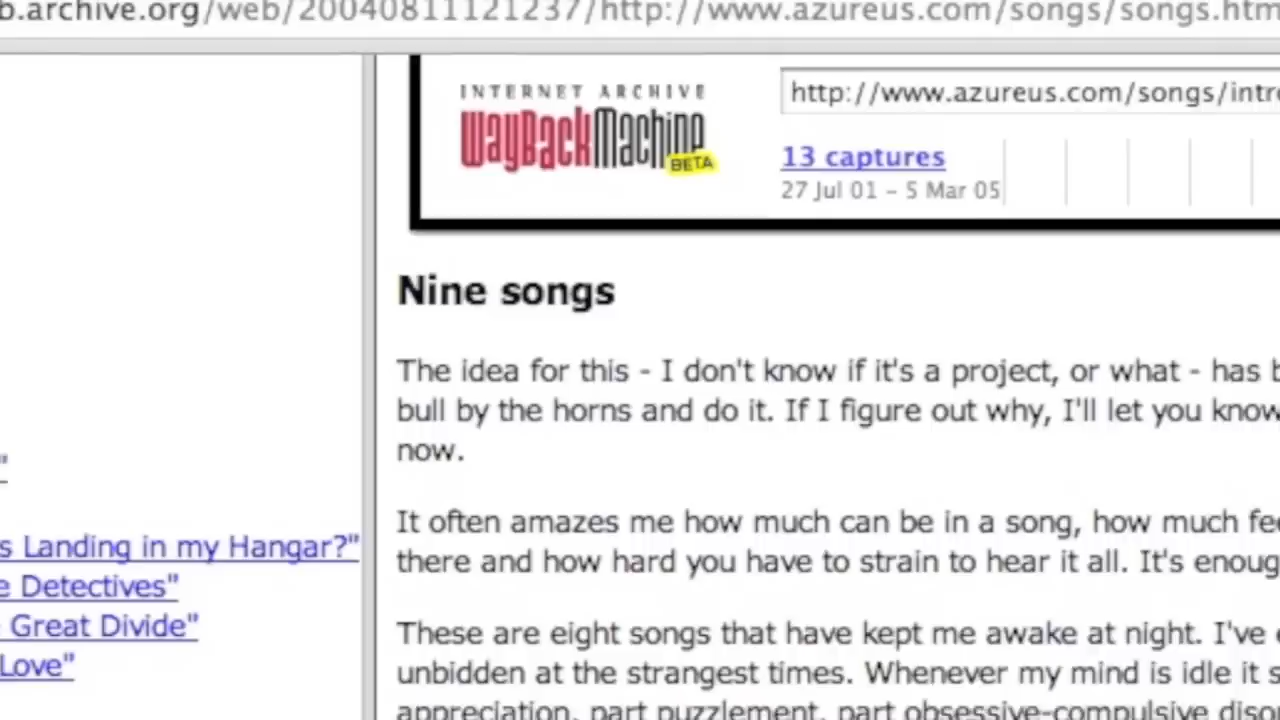 b.archive.org/web/20040811121237/http://www.azureus.com/songs/songs.htm
INTERNET ARCHIVE
WayBackMachine
BETA
http://www.azureus.com/songs/intro
13 captures
27 Jul 01 – 5 Mar 05
"
s Landing in my Hangar?"
e Detectives"
Great Divide"
Love"
Nine songs
The idea for this - I don't know if it's a project, or what - has b
bull by the horns and do it. If I figure out why, I'll let you know
now.
It often amazes me how much can be in a song, how much fee
there and how hard you have to strain to hear it all. It's enoug
These are eight songs that have kept me awake at night. I've
unbidden at the strangest times. Whenever my mind is idle it s
appreciation, part puzzlement, part obsessive-compulsive diso